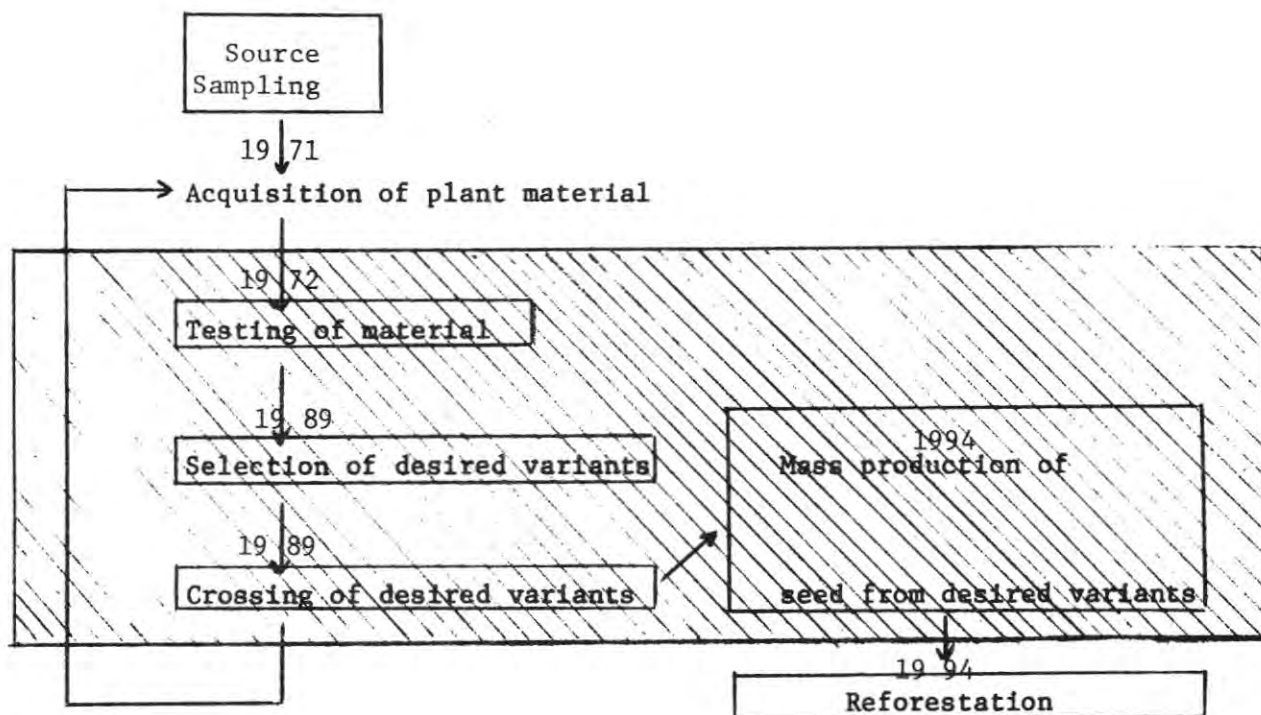 Source
Sampling
19 71
Acquisition of plant material
19 72
Testing of material
19 89
Selection of desired variants
19 89
Crossing of desired variants
1994
Mass production of
seed from desired variants
19 94
Reforestation